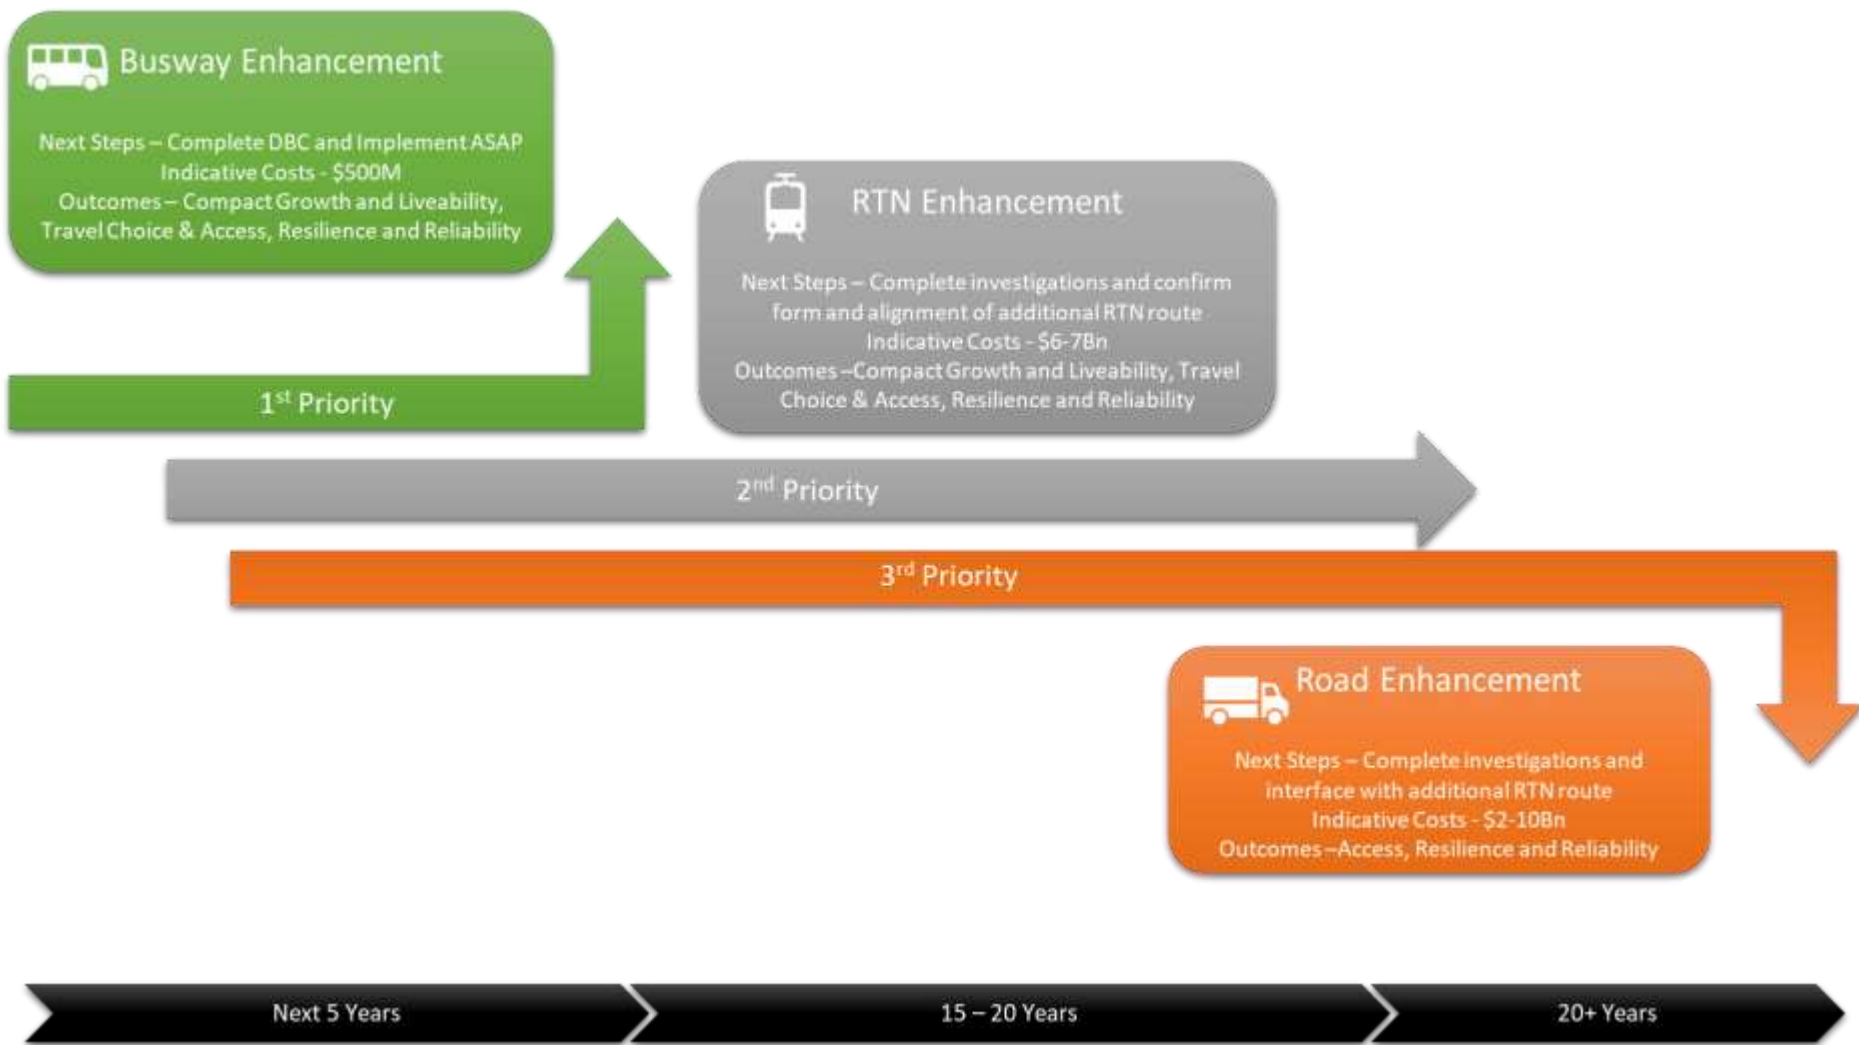 Busway Enhancement
Next Steps – Complete DBC and Implement ASAP
Indicative Costs - $500M
Outcomes – Compact Growth and Liveability,
Travel Choice & Access, Resilience and Reliability
RTN Enhancement
Next Steps – Complete investigations and confirm
form and alignment of additional RTN route
Indicative Costs - $6-7Bn
Outcomes –Compact Growth and Liveability, Travel
Choice & Access, Resilience and Reliability
1st Priority
2nd Priority
3rd Priority
Road Enhancement
Next Steps – Complete investigations and
interface with additional RTN route
Indicative Costs - $2-10Bn
Outcomes –Access, Resilience and Reliability
Next 5 Years
15 – 20 Years
20+ Years